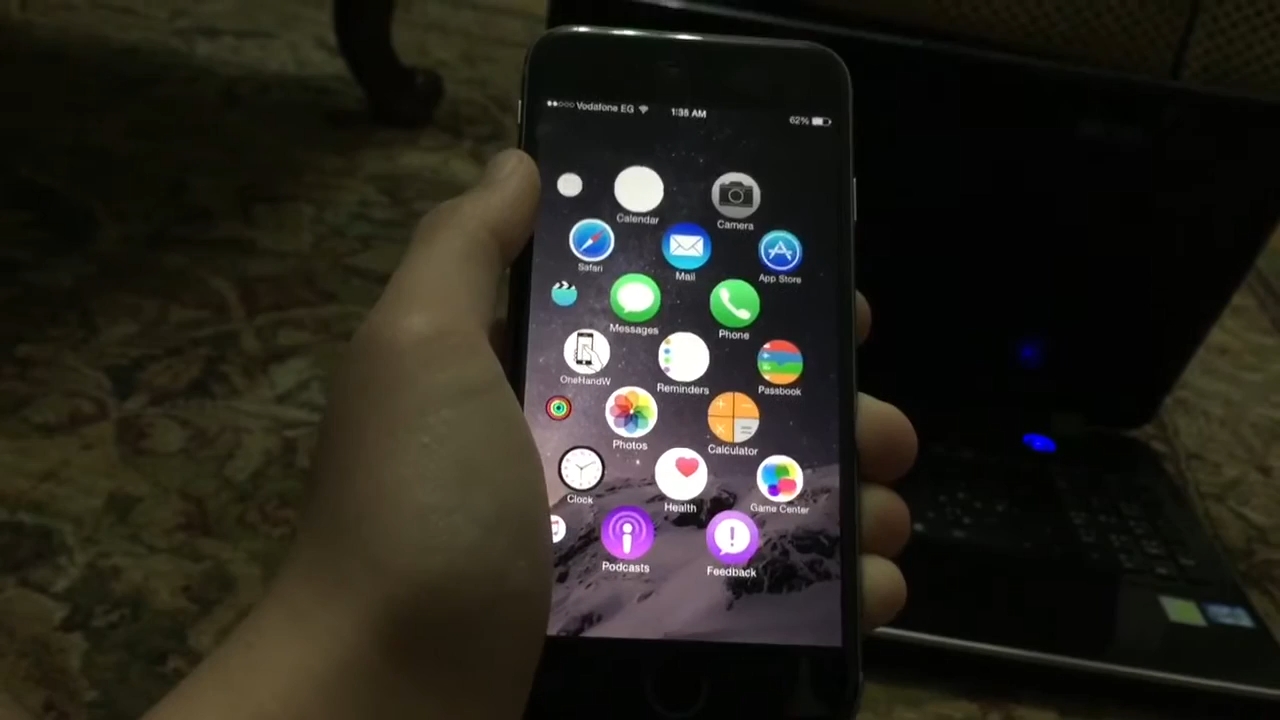 Vodafone EG 1:35 AM 62%
Calendar Camera
Safari Mail App Store
Messages Phone
OneHandW Reminders Passbook
Photos Calculator
Clock Health Game Center
Podcasts Feedback